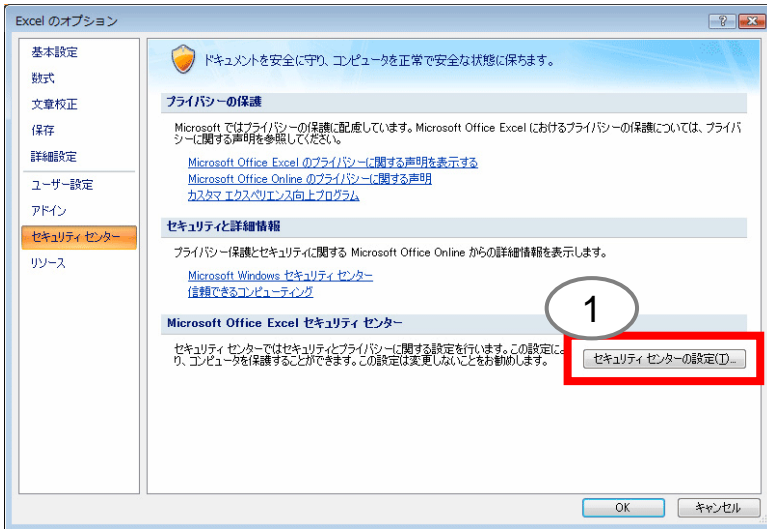 Excel のオプション
基本設定
数式
文章校正
保存
詳細設定
ユーザー設定
アドイン
セキュリティ センター
リソース
ドキュメントを安全に守り、コンピュータを正常で安全な状態に保ちます。
プライバシーの保護
Microsoft ではプライバシーの保護に配慮しています。Microsoft Office Excel におけるプライバシーの保護については、プライバ
シーに関する声明を参照してください。
Microsoft Office Excel のプライバシーに関する声明を表示する
Microsoft Office Online のプライバシーに関する声明
カスタマ エクスペリエンス向上プログラム
セキュリティと詳細情報
プライバシー保護とセキュリティに関する Microsoft Office Online からの詳細情報を表示します。
Microsoft Windows セキュリティ センター
信頼できるコンピューティング
Microsoft Office Excel セキュリティ センター
1
セキュリティ センターではセキュリティとプライバシーに関する設定を行います。この設定によ
り、コンピュータを保護することができます。この設定は変更しないことをお勧めします。
セキュリティ センターの設定(T)...
OK
キャンセル